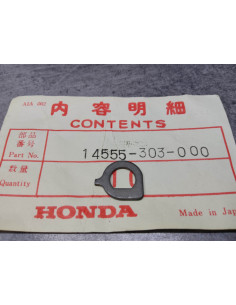 内容明細
CONTENTS
部品
番号
Part No.
14555-303-000
数量
Quantity
HONDA
Made in Ja